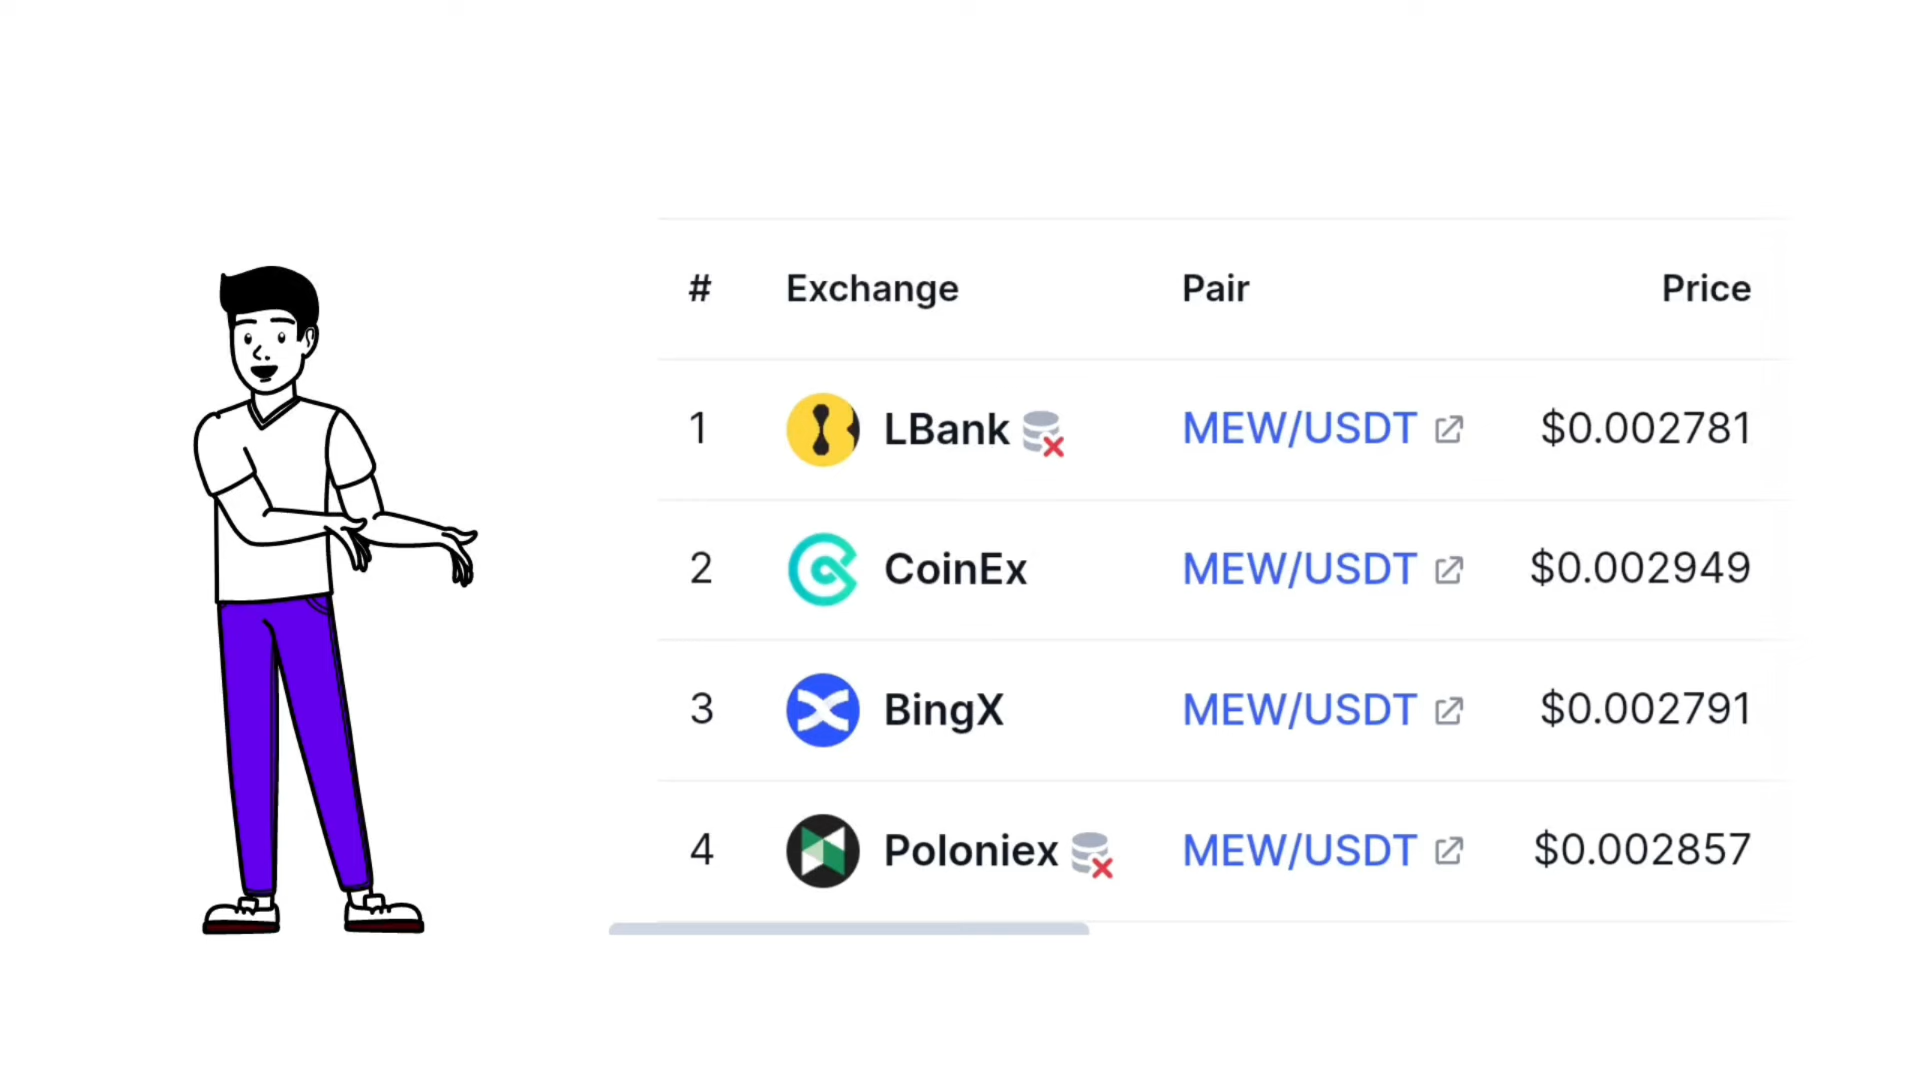 # Exchange Pair Price
1 LBank MEW/USDT $0.002781
2 CoinEx MEW/USDT $0.002949
3 BingX MEW/USDT $0.002791
4 Poloniex MEW/USDT $0.002857